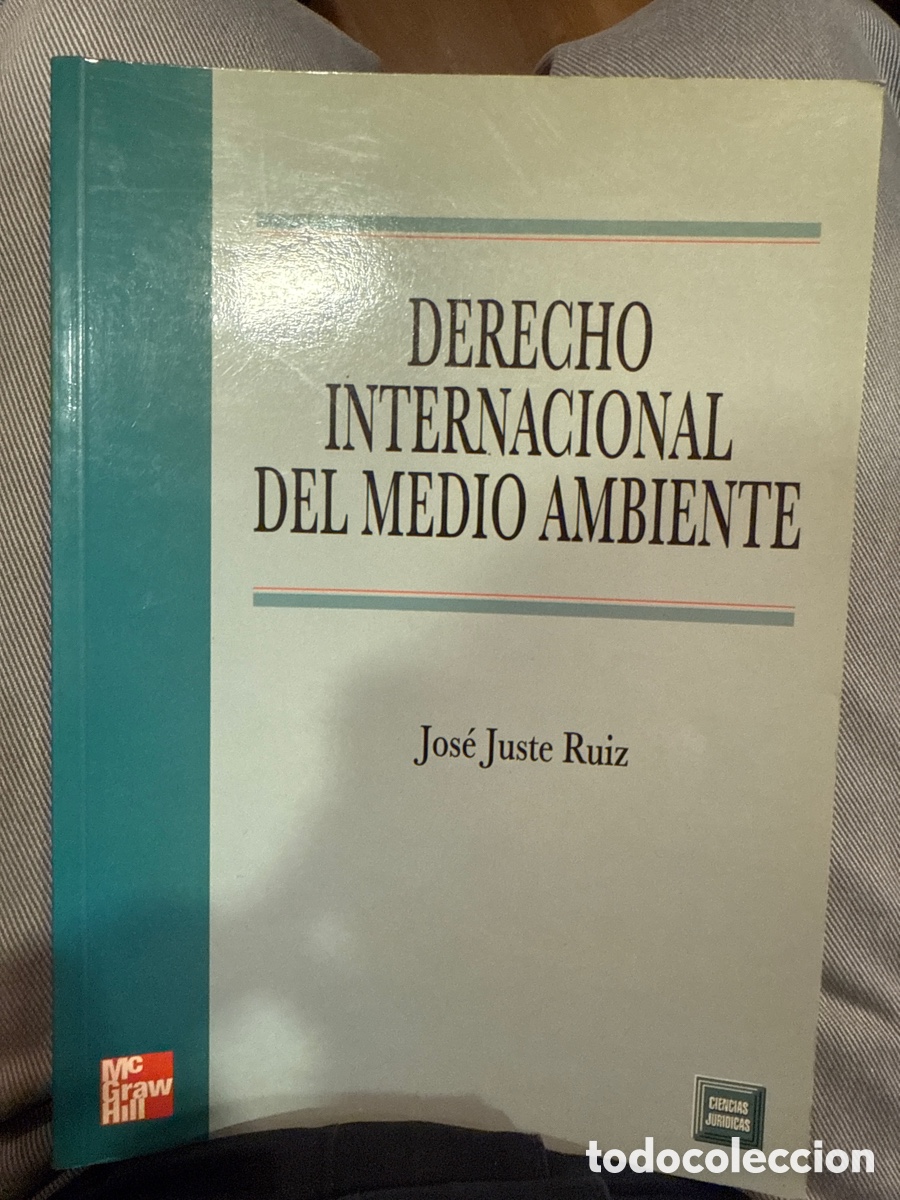 DERECHO
INTERNACIONAL
DEL MEDIO AMBIENTE
José Juste Ruiz
Mc
Graw
Hill
CIENCIAS
JURIDICAS
todocoleccion